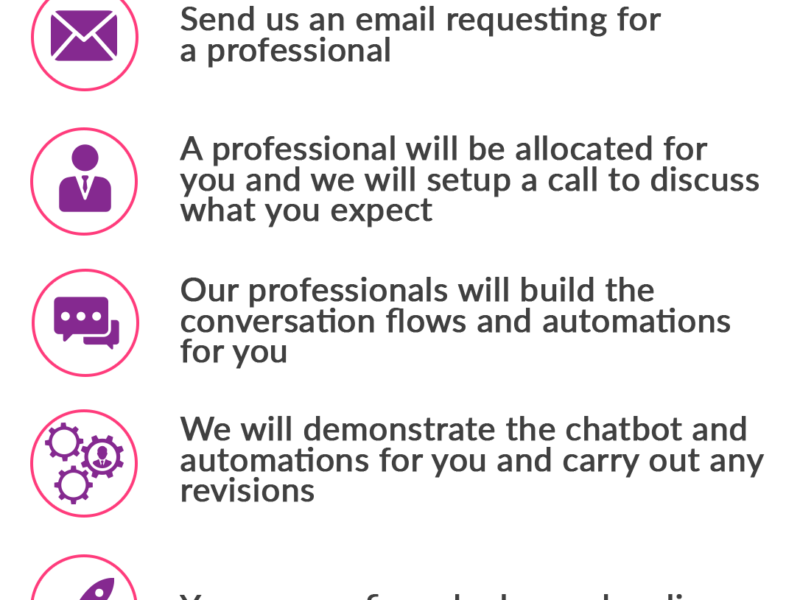 Send us an email requesting for
a professional
A professional will be allocated for
you and we will setup a call to discuss
what you expect
Our professionals will build the
conversation flows and automations
for you
We will demonstrate the chatbot and
automations for you and carry out any
revisions